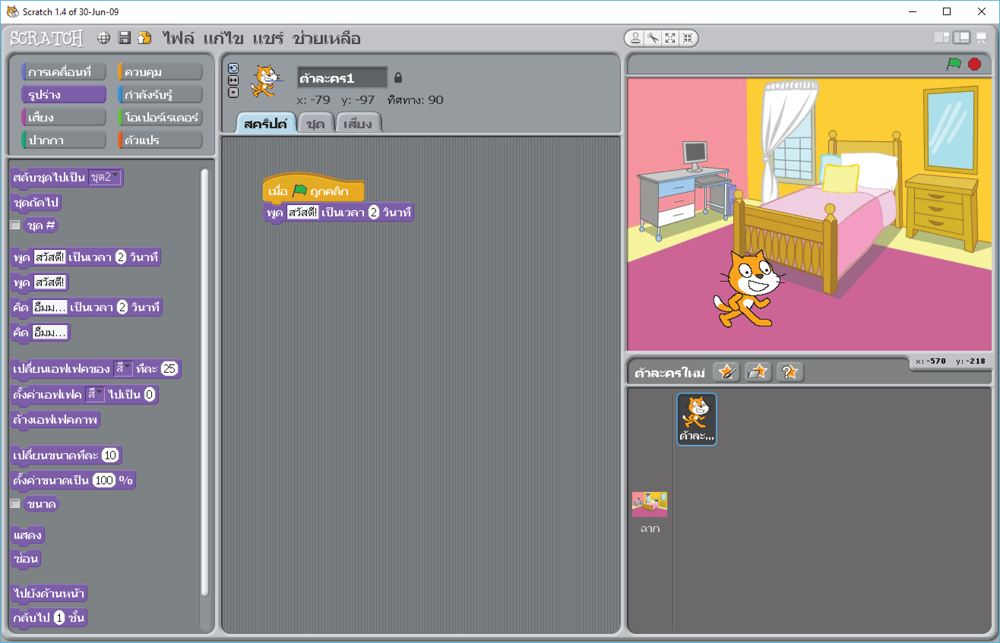 Scratch 1.4 of 30-Jun-09
SCRATCH ไฟล์ แก้ไข แชร์ ช่วยเหลือ
การเคลื่อนที่ ควบคุม
รูปร่าง กำลังรับรู้
เสียง โอเปอร์เรเตอร์
ปากกา ตัวแปร
สลับชุดไปเป็น ชุด2
ชุดถัดไป
ชุด #
พูด สวัสดี! เป็นเวลา 2 วินาที
พูด สวัสดี!
คิด อืมม... เป็นเวลา 2 วินาที
คิด อืมม...
เปลี่ยนเอฟเฟคของ สี ทีละ 25
ตั้งค่าเอฟเฟค สี ไปเป็น 0
ล้างเอฟเฟคภาพ
เปลี่ยนขนาดทีละ 10
ตั้งค่าขนาดเป็น 100 %
ขนาด
แสดง
ซ่อน
ไปยังด้านหน้า
กลับไป 1 ชั้น
ตัวละคร1
x: -79 y: -97 ทิศทาง: 90
สคริปต์ ชุด เสียง
เมื่อ ถูกคลิก
พูด สวัสดี! เป็นเวลา 2 วินาที
x: -570 y: -218
ตัวละครใหม่
ตัวละ...
ฉาก